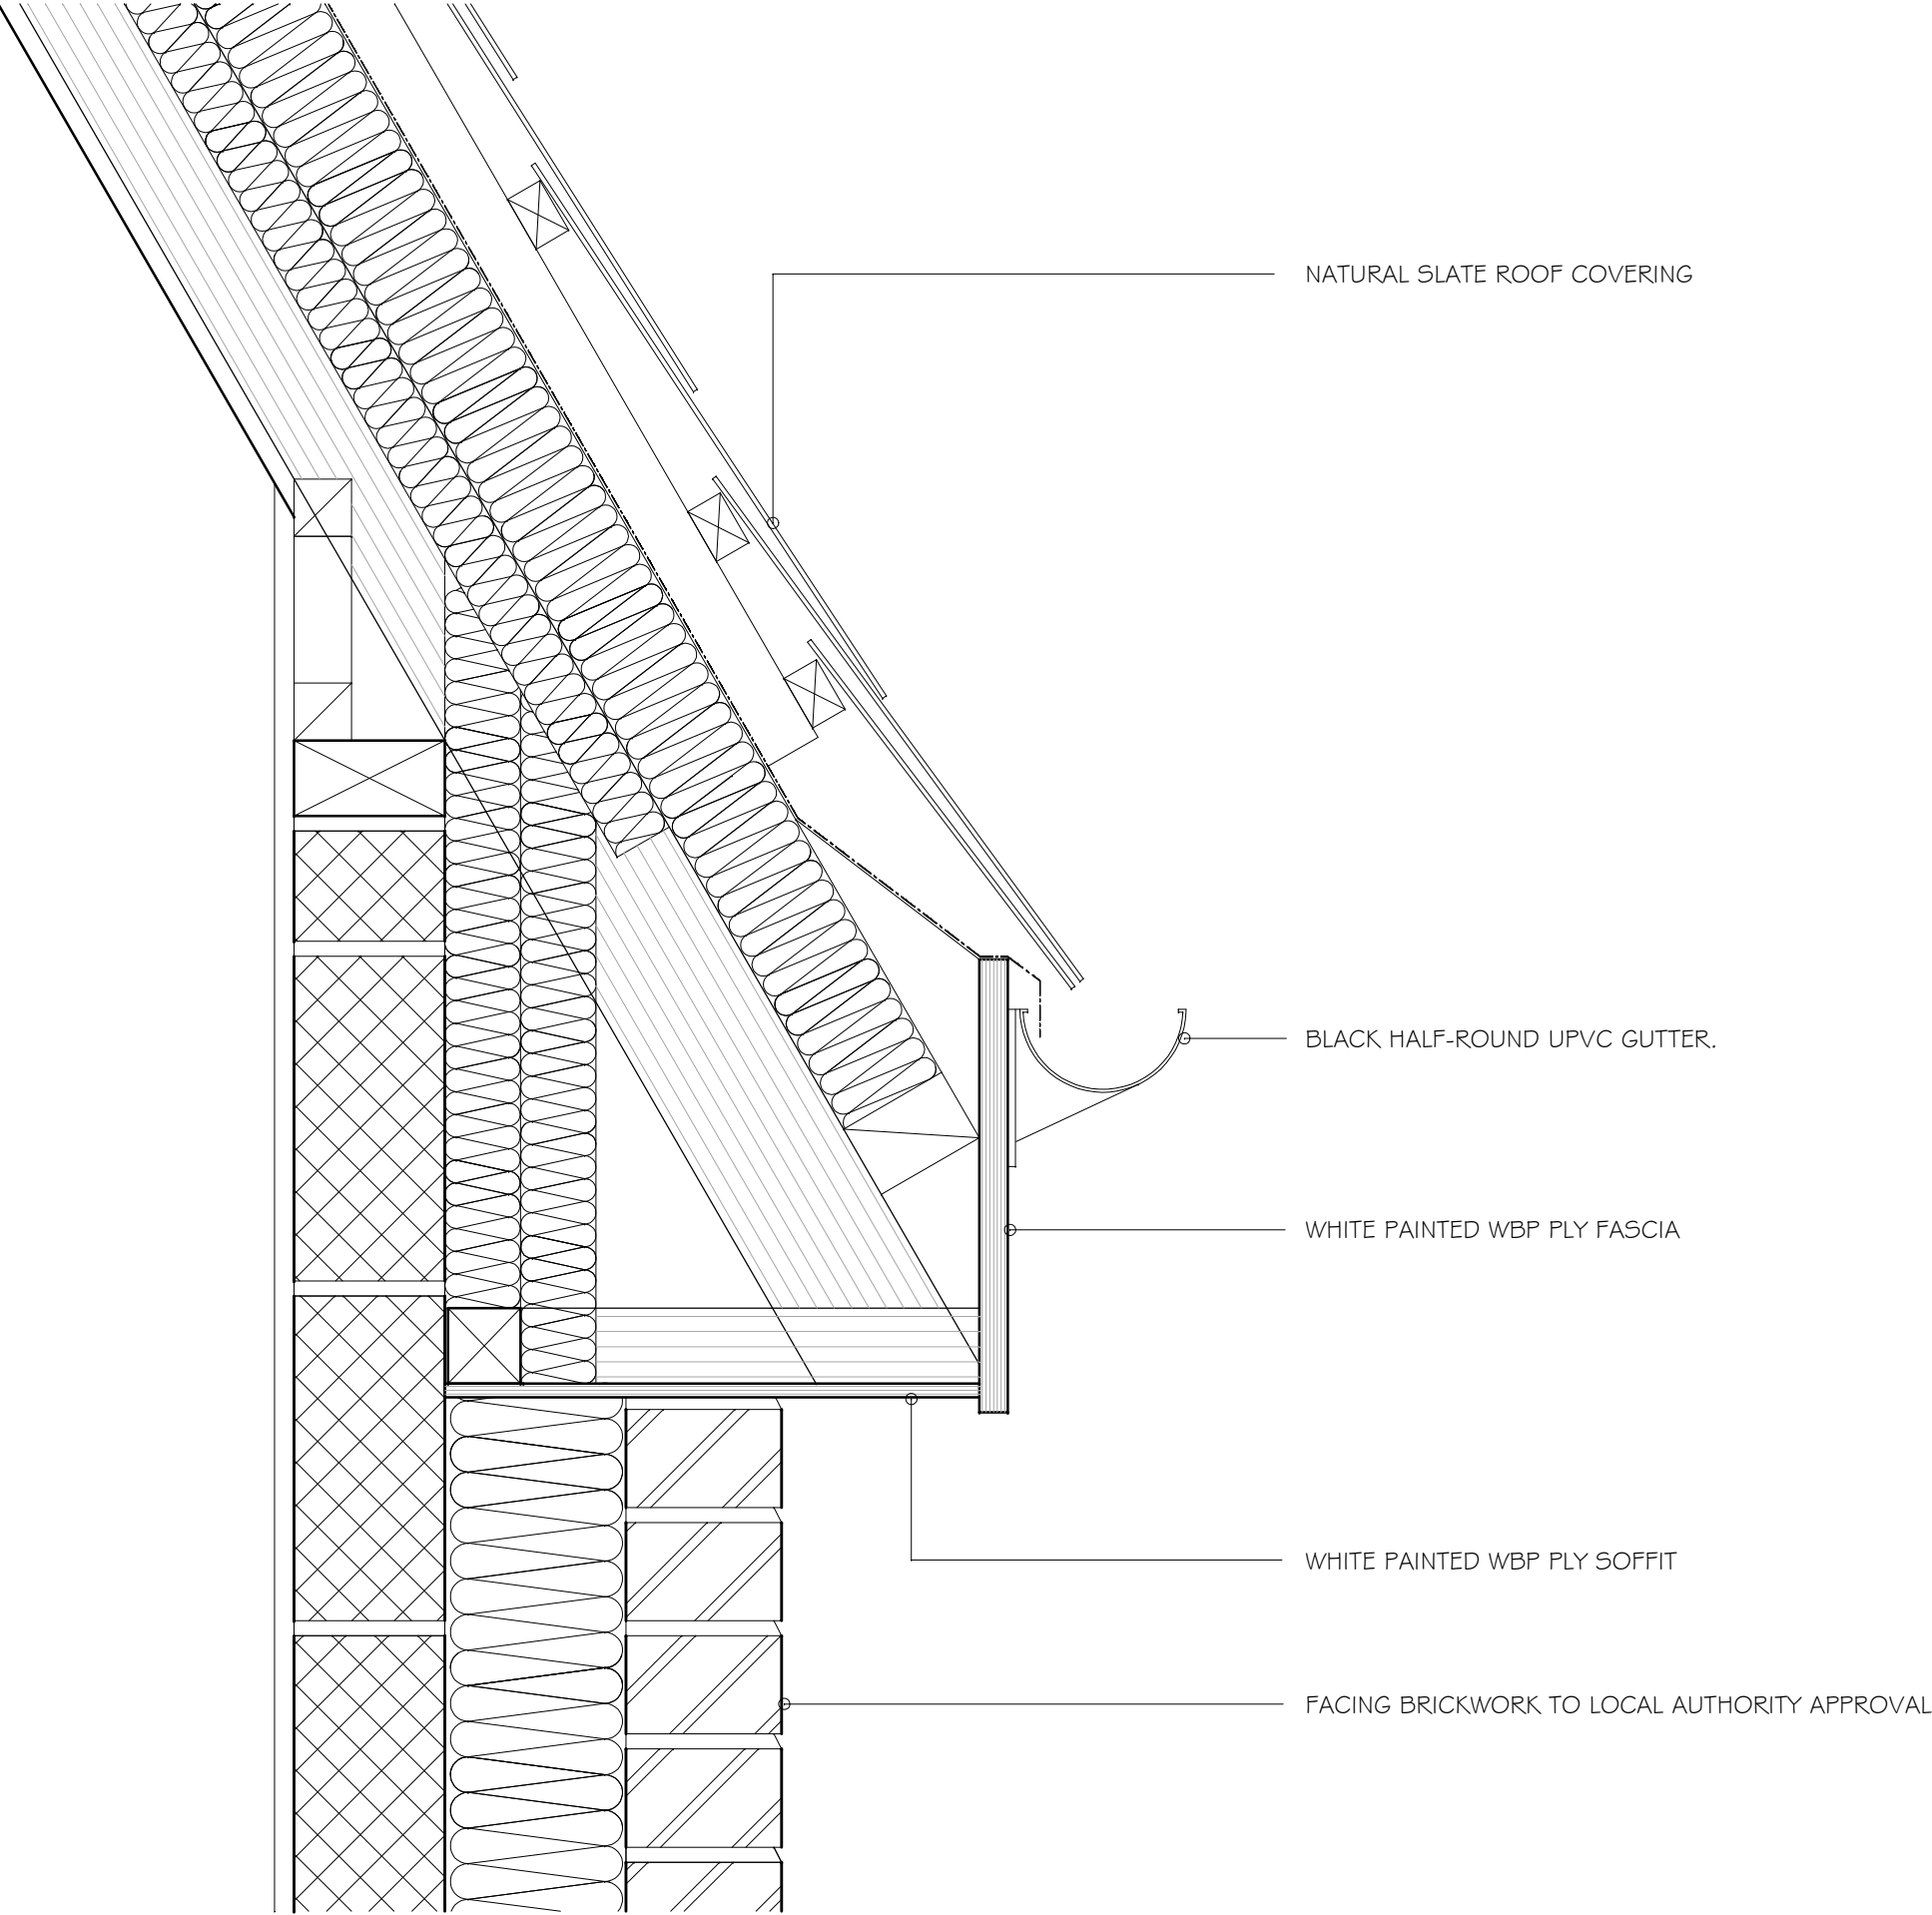 NATURAL SLATE ROOF COVERING
BLACK HALF-ROUND UPVC GUTTER.
WHITE PAINTED WBP PLY FASCIA
WHITE PAINTED WBP PLY SOFFIT
FACING BRICKWORK TO LOCAL AUTHORITY APPROVAL